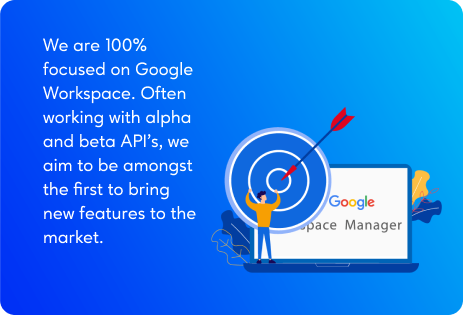 We are 100%
focused on Google
Workspace. Often
working with alpha
and beta API's, we
aim to be amongst
the first to bring
new features to the
market.
Google
space Manager